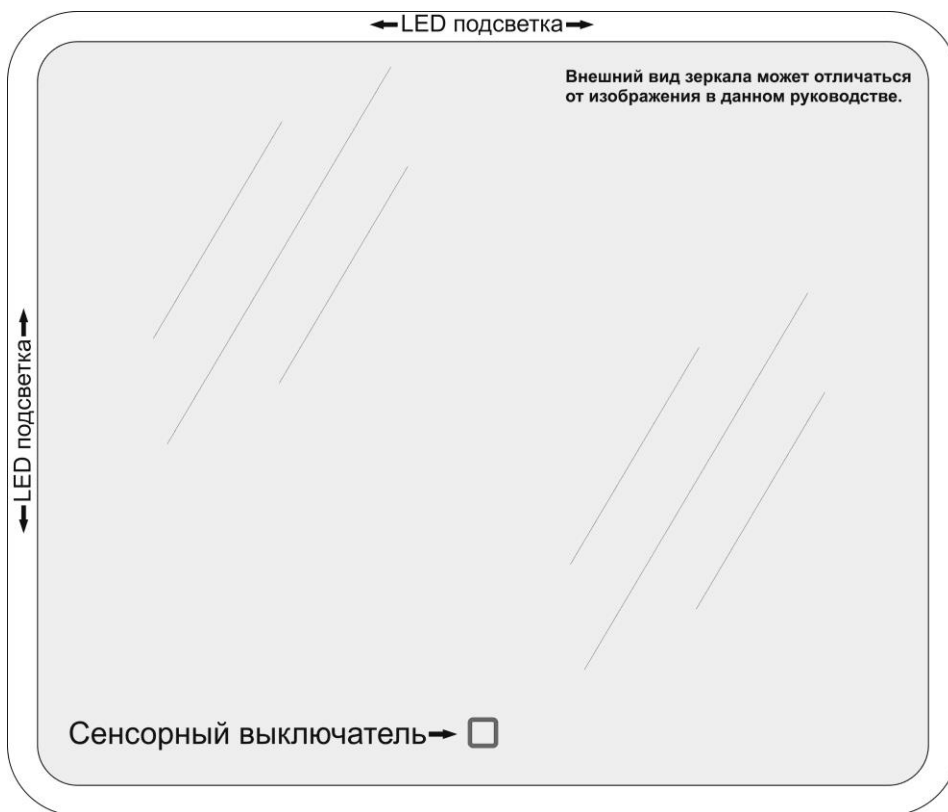 LED подсветка
Внешний вид зеркала может отличаться
от изображения в данном руководстве.
LED подсветка
Сенсорный выключатель